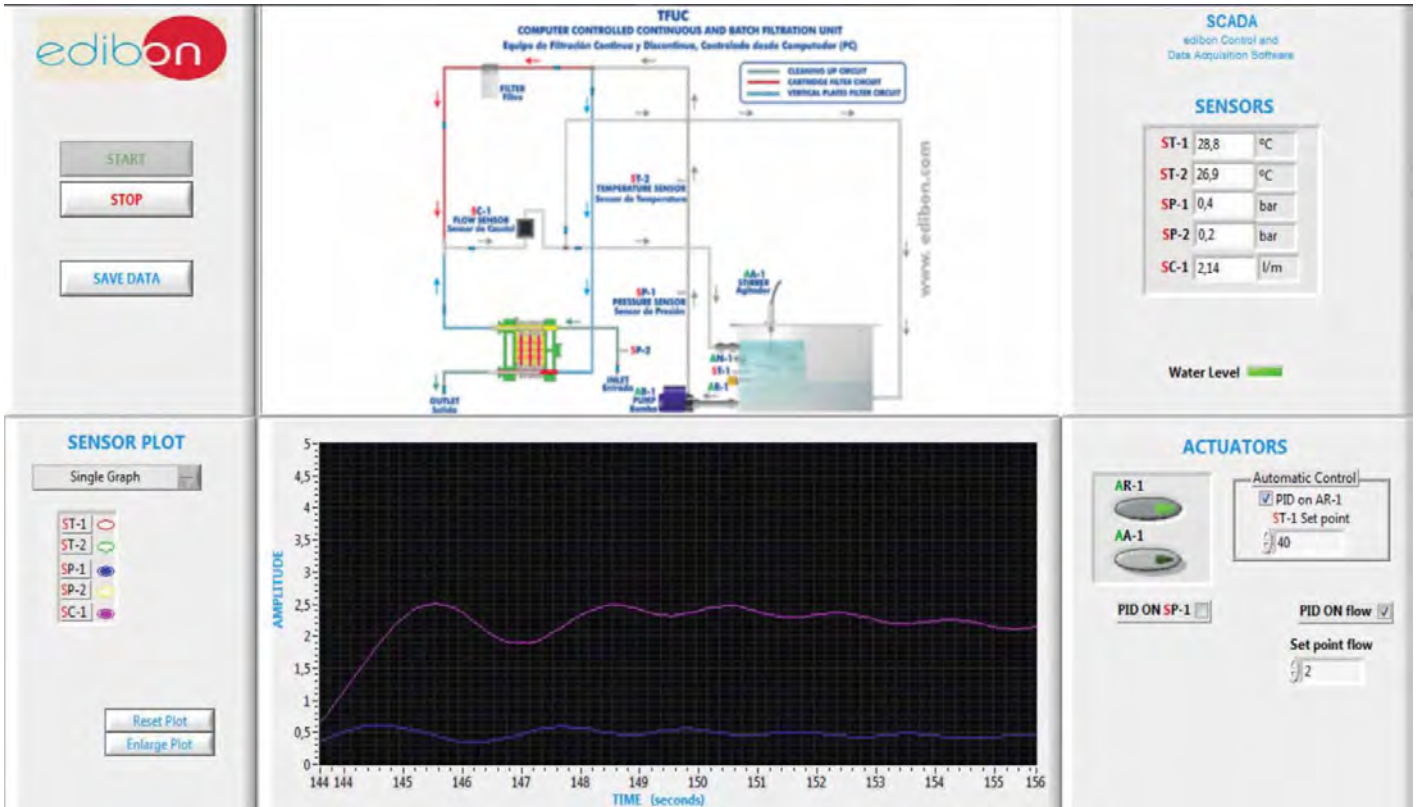 edibon
START
STOP
SAVE DATA
TFUC
COMPUTER CONTROLLED CONTINUOUS AND BATCH FILTRATION UNIT
Equipo de Filtración Continua y Discontinua, Controlado desde Computador (PC)
CLEANING UP CIRCUIT
CARTRIDGE FILTER CIRCUIT
VERTICAL PLATES FILTER CIRCUIT
FILTER
Filtro
ST-2
TEMPERATURE SENSOR
Sensor de Temperatura
SC-1
FLOW SENSOR
Sensor de Caudal
www. edibon.com
AA-1
STIRRER
Agitador
SP-1
PRESSURE SENSOR
Sensor de Presión
SP-2
AN-1
ST-1
AR-1
INLET
Entrada
OUTLET
Salida
AB-1
PUMP
Bomba
SCADA
edibon Control and
Data Acquisition Software
SENSORS
ST-1 28,8 ºC
ST-2 26,9 ºC
SP-1 0,4 bar
SP-2 0,2 bar
SC-1 2,14 l/m
Water Level
SENSOR PLOT
Single Graph
ST-1
ST-2
SP-1
SP-2
SC-1
Reset Plot
Enlarge Plot
AMPLITUDE
5
4,5
4
3,5
3
2,5
2
1,5
1
0,5
0
144 144 145 146 147 148 149 150 151 152 153 154 155 156
TIME (seconds)
ACTUATORS
AR-1
AA-1
Automatic Control
PID on AR-1
ST-1 Set point
40
PID ON SP-1
PID ON flow
Set point flow
2